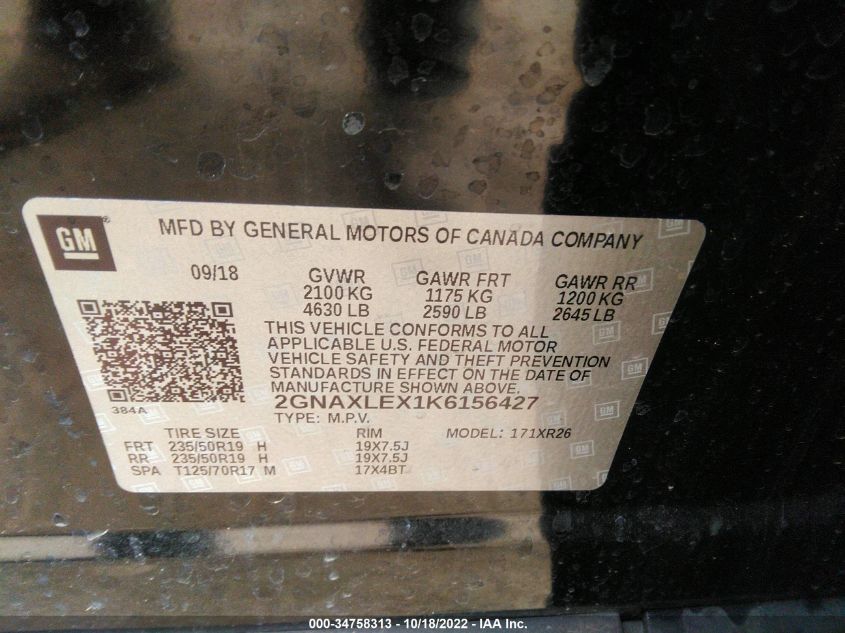 GM
MFD BY GENERAL MOTORS OF CANADA COMPANY
09/18 GVWR GAWR FRT GAWR RR
2100 KG 1175 KG 1200 KG
4630 LB 2590 LB 2645 LB
THIS VEHICLE CONFORMS TO ALL
APPLICABLE U.S. FEDERAL MOTOR
VEHICLE SAFETY AND THEFT PREVENTION
STANDARDS IN EFFECT ON THE DATE OF
MANUFACTURE SHOWN ABOVE.
384A 2GNAXLEX1K6156427
TYPE: M.P.V.
TIRE SIZE RIM MODEL: 171XR26
FRT 235/50R19 H 19X7.5J
RR 235/50R19 H 19X7.5J
SPA T125/70R17 M 17X4BT
000-34758313 - 10/18/2022 - IAA Inc.